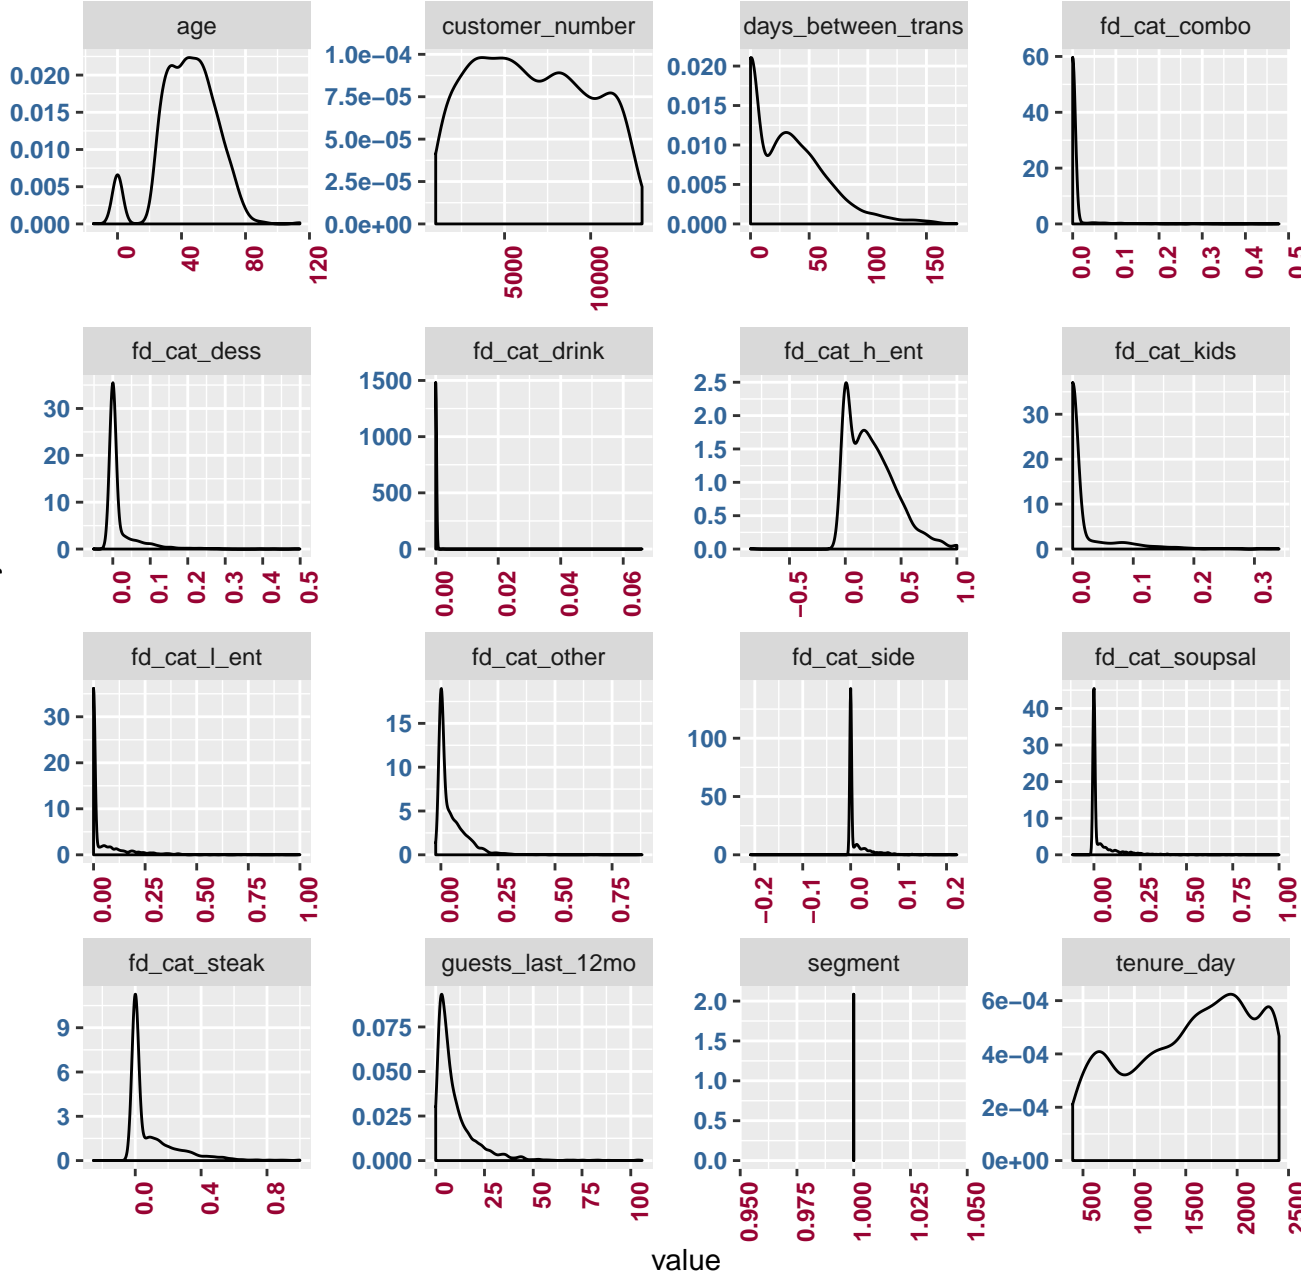 age customer_number days_between_trans fd_cat_combo
0.020
0.015
0.010
0.005
0.000
0 40 80 120
1.0e−04
7.5e−05
5.0e−05
2.5e−05
0.0e+00
5000 10000
0.020
0.015
0.010
0.005
0.000
0 50 100 150
60
40
20
0
0.0 0.1 0.2 0.3 0.4
fd_cat_dess fd_cat_drink fd_cat_h_ent fd_cat_kids
30
20
10
0
0.0 0.1 0.2 0.3 0.4 0.5
1500
1000
500
0
0.00 0.02 0.04 0.06
2.5
2.0
1.5
1.0
0.5
0.0
−0.5 0.0 0.5 1.0
30
20
10
0
0.0 0.1 0.2 0.3
fd_cat_l_ent fd_cat_other fd_cat_side fd_cat_soupsal
30
20
10
0
0.00 0.25 0.50 0.75 1.00
15
10
5
0
0.00 0.25 0.50 0.75
100
50
0
−0.2 −0.1 0.0 0.1 0.2
40
30
20
10
0
0.00 0.25 0.50 0.75 1.00
fd_cat_steak guests_last_12mo segment tenure_day
9
6
3
0
0.0 0.4 0.8
0.075
0.050
0.025
0.000
0 25 50 75 100
2.0
1.5
1.0
0.5
0.0
0.950 0.975 1.000 1.025 1.050
6e−04
4e−04
2e−04
0e+00
500 1000 1500 2000 2500
value